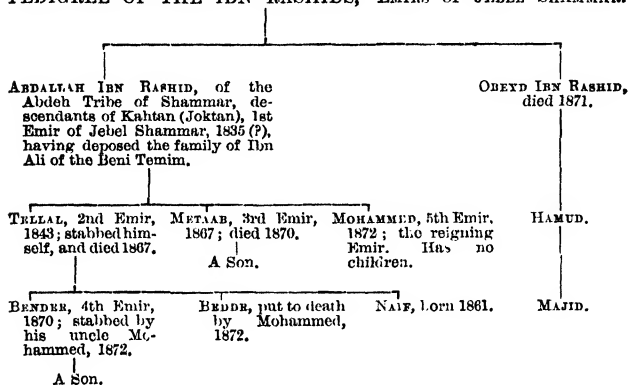 PEDIGREE OF THE IBN RASHIDS, EMIRS OF JEBEL SHAMMAR.
ABDALLAH IBN RASHID, of the
Abdeh Tribe of Shammar, de-
scendants of Kahtan (Joktan), 1st
Emir of Jebel Shammar, 1835 (?),
having deposed the family of Ibn
Ali of the Beni Temim.
OBEYD IBN RASHID,
died 1871.
TELLAL, 2nd Emir,
1843; stabbed him-
self, and died 1867.
METAAB, 3rd Emir,
1867; died 1870.
A Son.
MOHAMMED, 5th Emir,
1872; the reigning
Emir. Has no
children.
HAMUD.
BENDER, 4th Emir,
1870; stabbed by
his uncle Mo-
hammed, 1872.
A Son.
BEDDR, put to death
by Mohammed,
1872.
NAIF, born 1861.
MAJID.